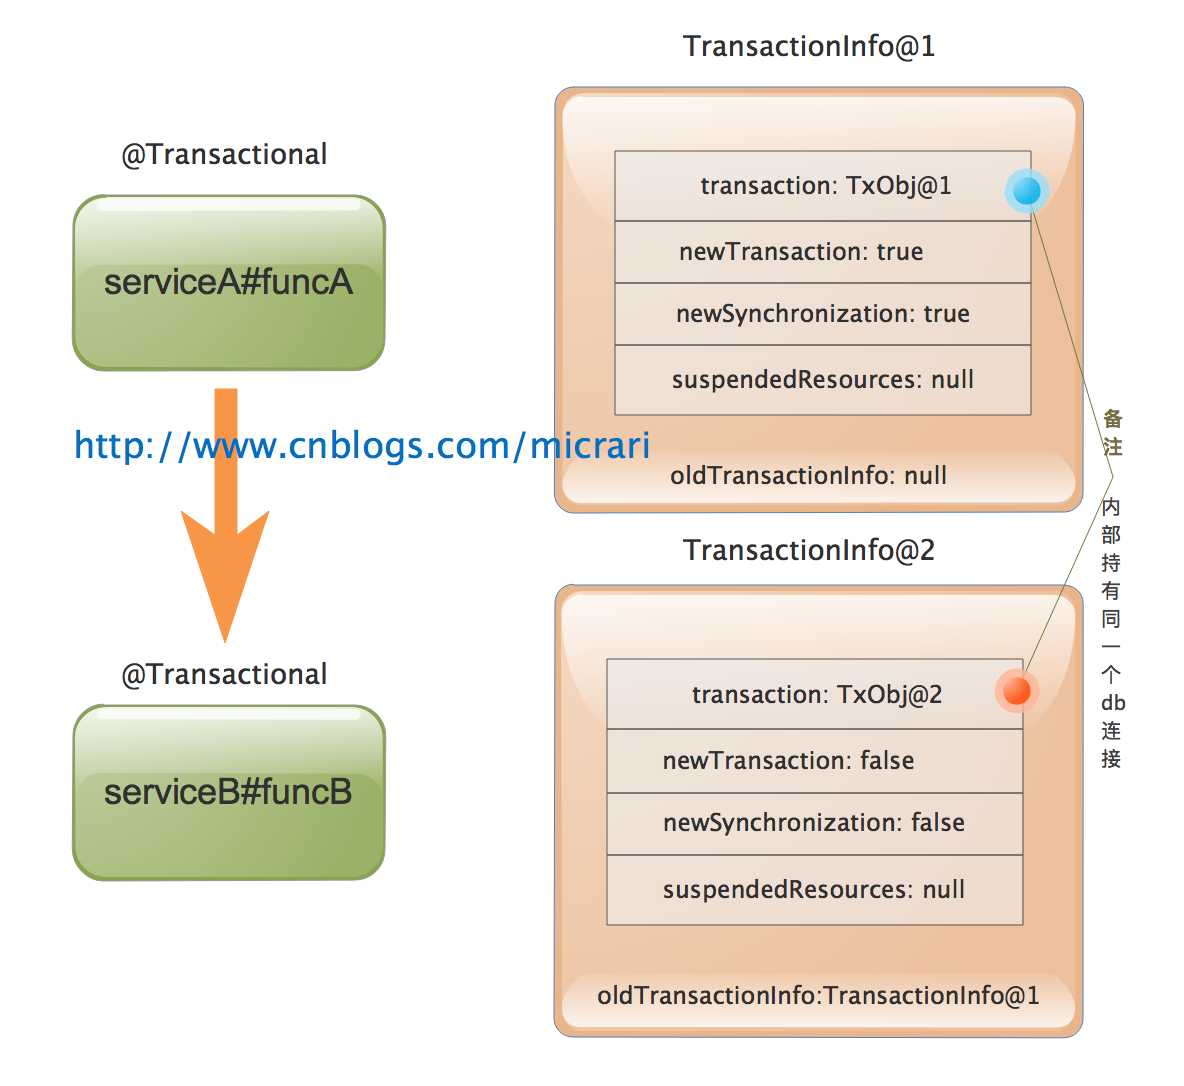 TransactionInfo@1
@Transactional
transaction: TxObj@1
newTransaction: true
serviceA#funcA
newSynchronization: true
suspendedResources: null
http://www.cnblogs.com/micrari
oldTransactionInfo: null
备注
内部持有同一个db连接
TransactionInfo@2
@Transactional
transaction: TxObj@2
newTransaction: false
serviceB#funcB
newSynchronization: false
suspendedResources: null
oldTransactionInfo:TransactionInfo@1